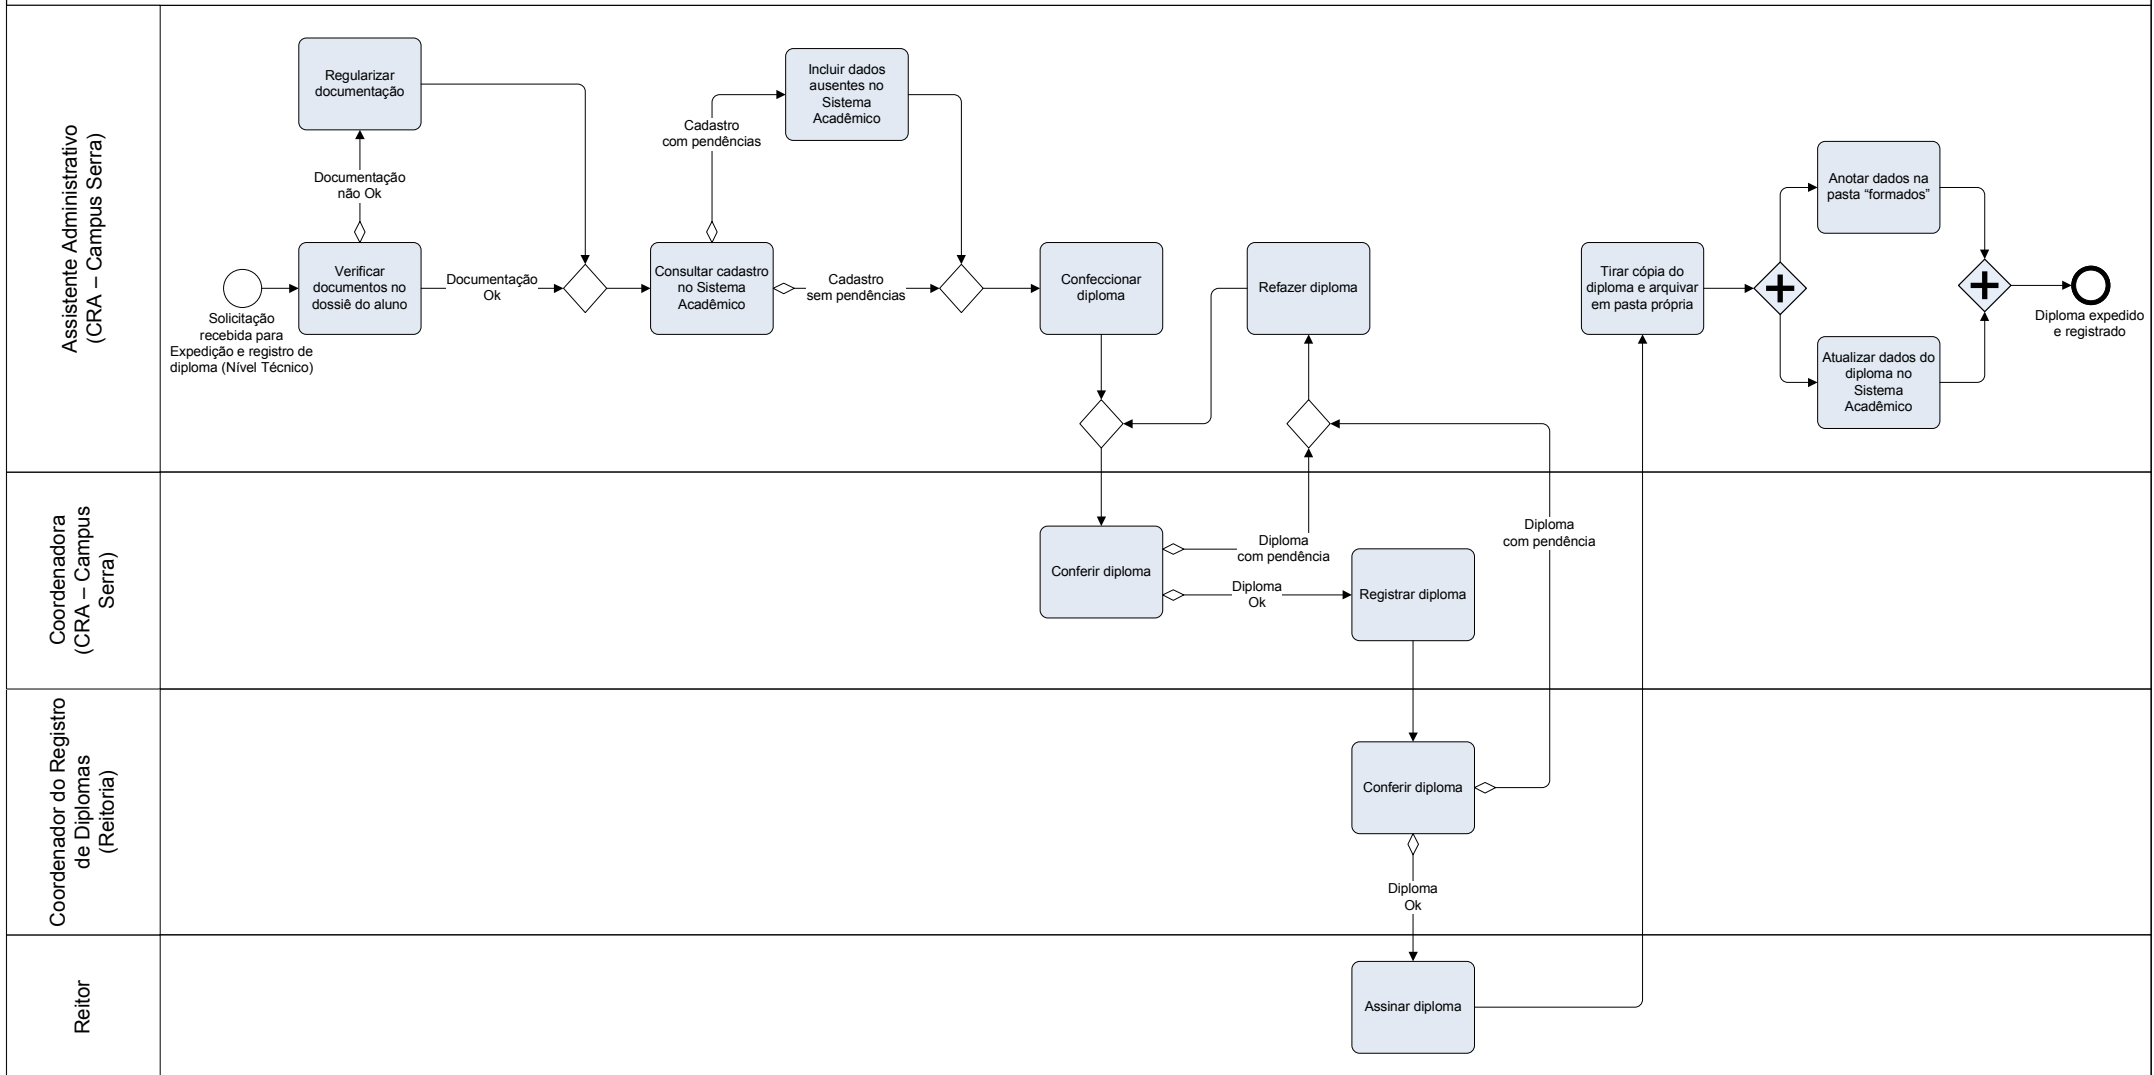 Assistente Administrativo
(CRA – Campus Serra)
Regularizar
documentação
Documentação
não Ok
Solicitação
recebida para
Expedição e registro de
diploma (Nível Técnico)
Verificar
documentos no
dossiê do aluno
Documentação
Ok
Consultar cadastro
no Sistema
Acadêmico
Cadastro
com pendências
Incluir dados
ausentes no
Sistema
Acadêmico
Cadastro
sem pendências
Confeccionar
diploma
Refazer diploma
Tirar cópia do
diploma e arquivar
em pasta própria
Anotar dados na
pasta “formados”
Atualizar dados do
diploma no
Sistema
Acadêmico
Diploma expedido
e registrado
Coordenadora
(CRA – Campus
Serra)
Conferir diploma
Diploma
com pendência
Diploma
Ok
Registrar diploma
Diploma
com pendência
Coordenador do Registro
de Diplomas
(Reitoria)
Conferir diploma
Diploma
Ok
Reitor
Assinar diploma